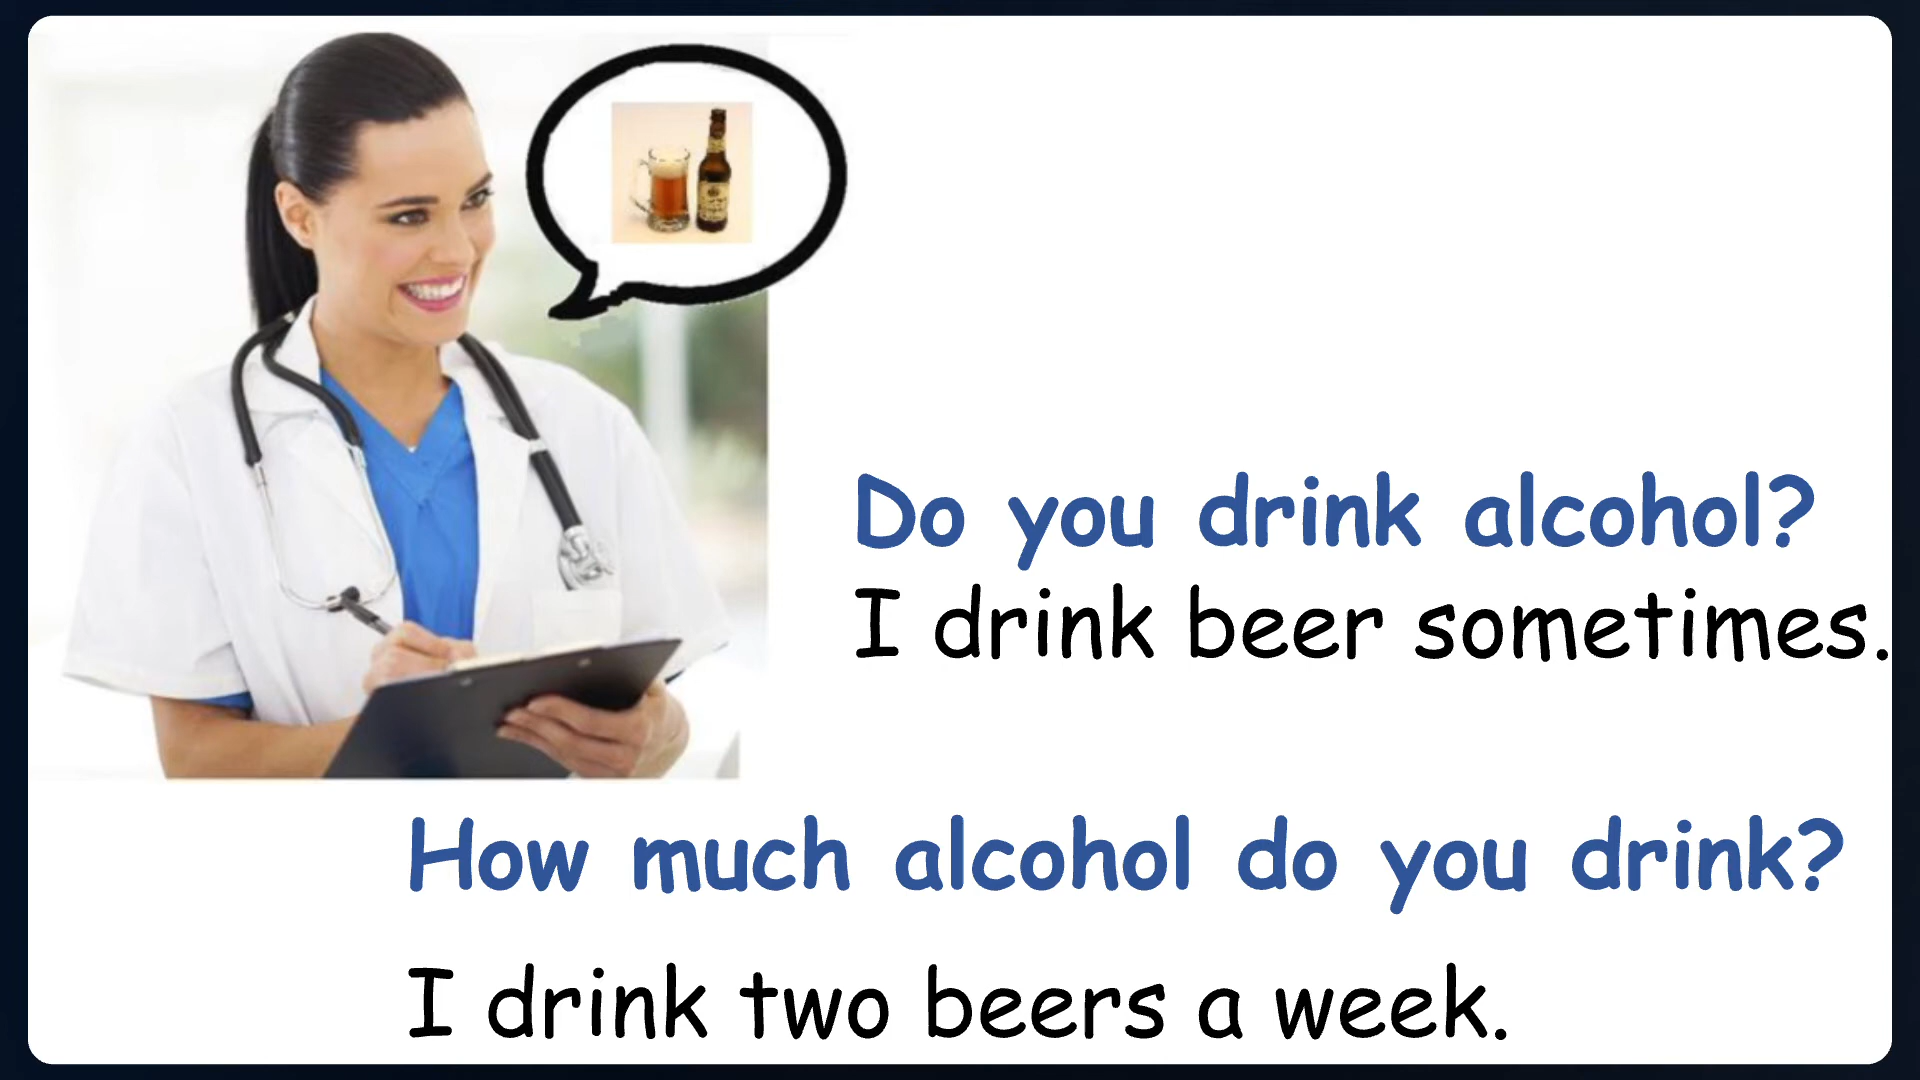 Do you drink alcohol?
I drink beer sometimes.
How much alcohol do you drink?
I drink two beers a week.